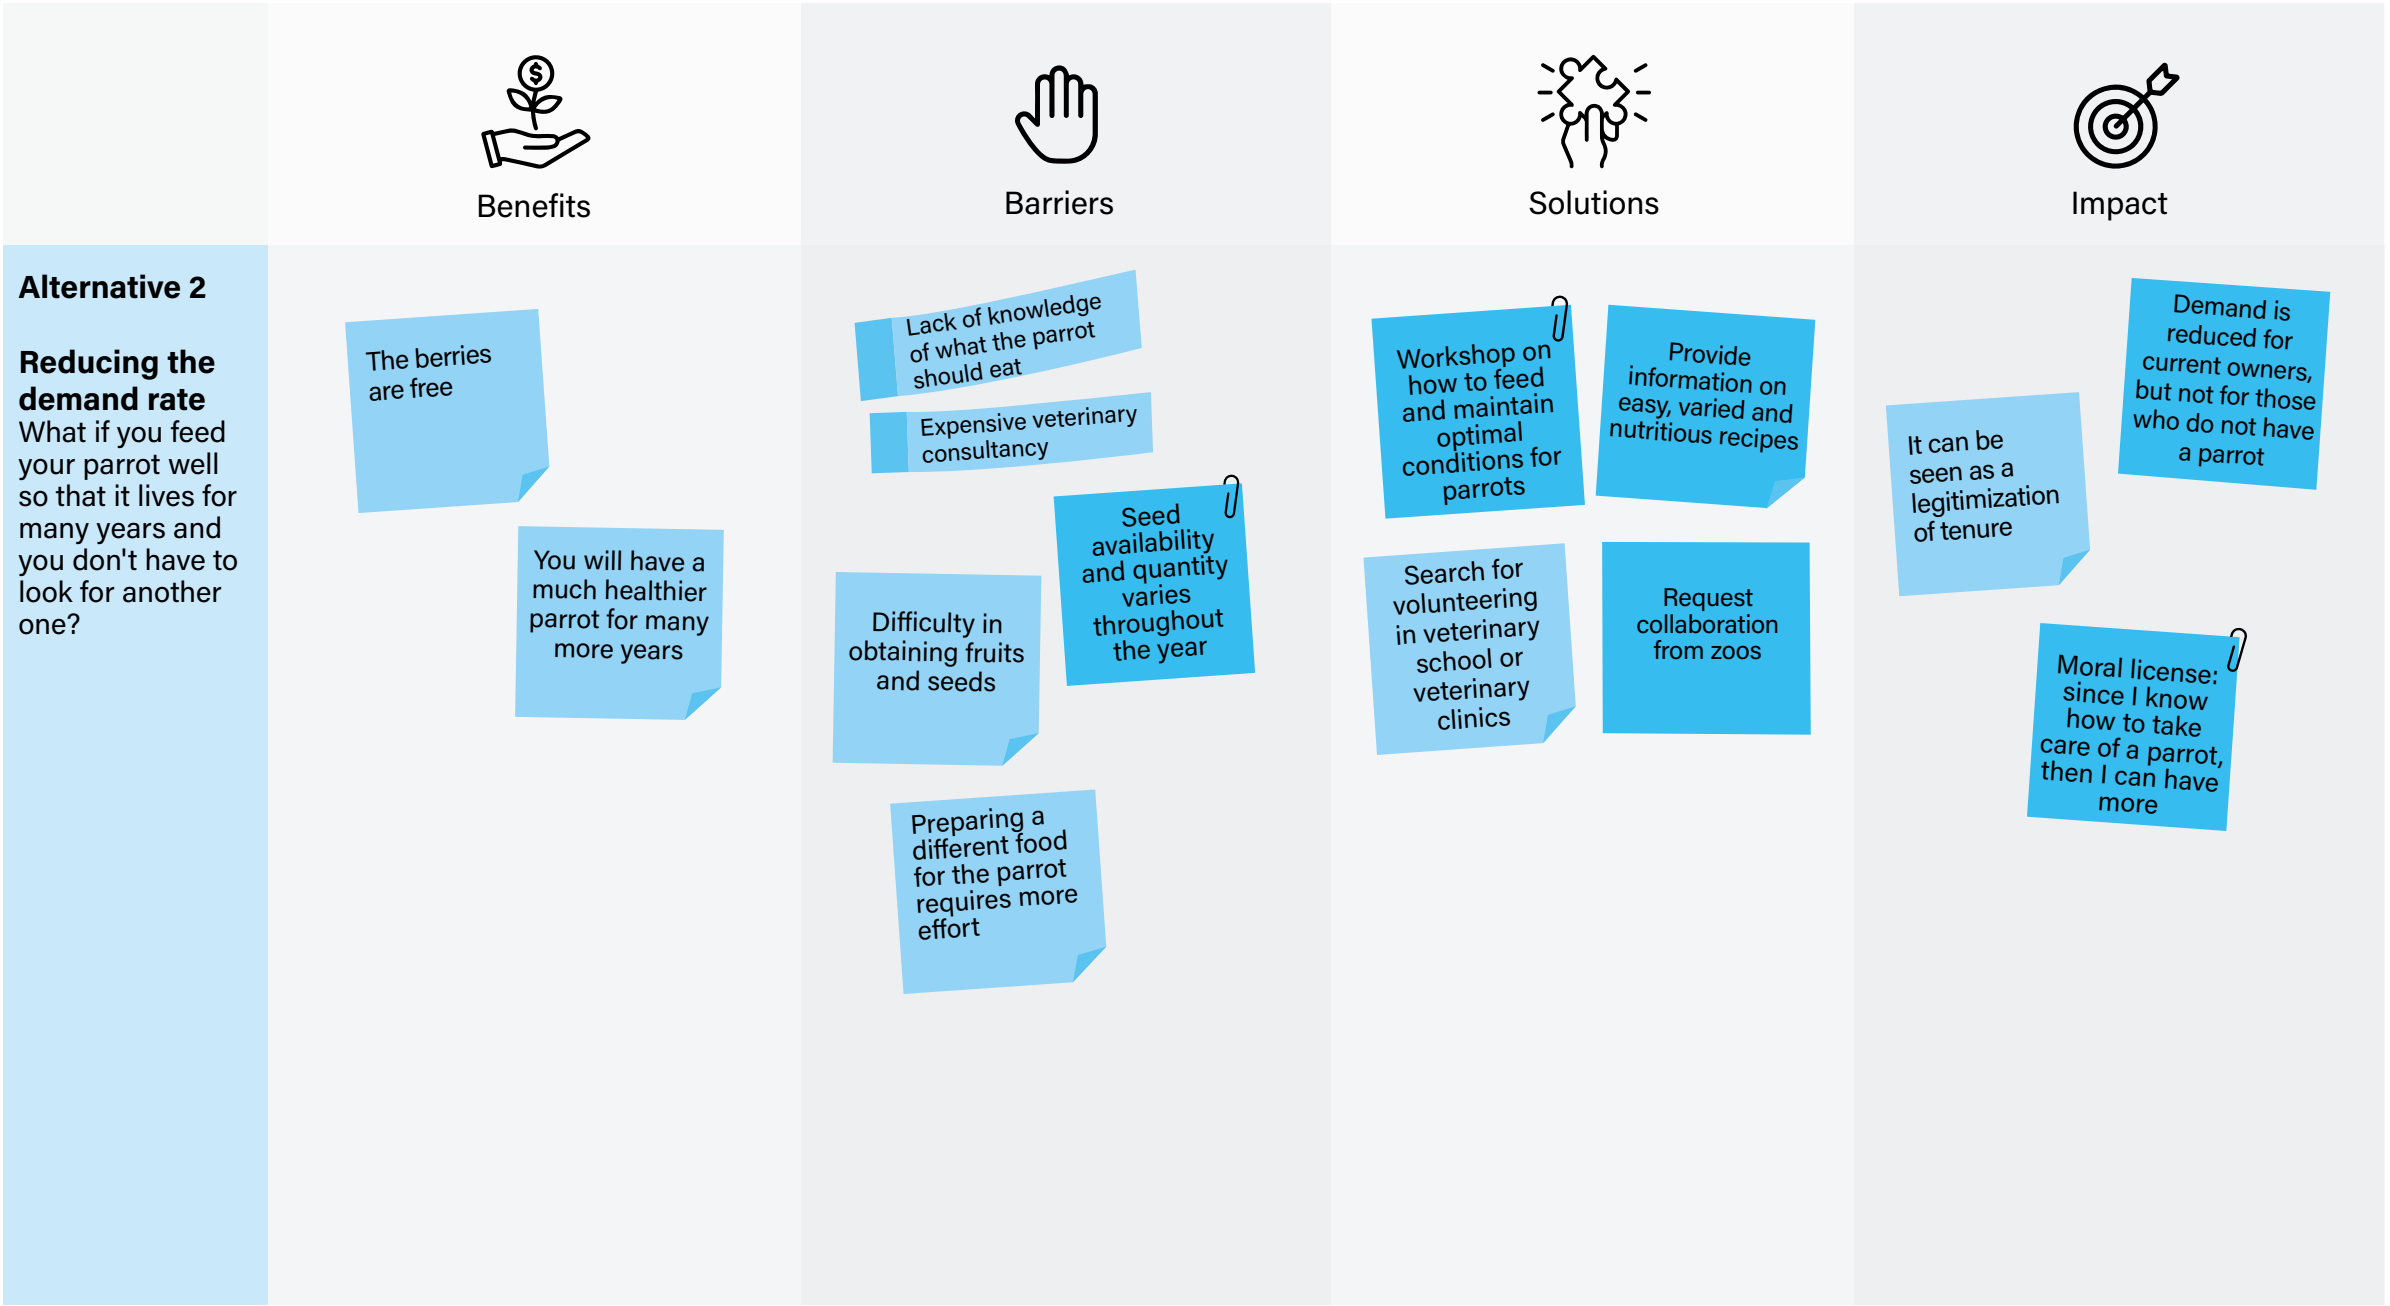 Benefits
Barriers
Solutions
Impact
Alternative 2
Reducing the
demand rate
What if you feed
your parrot well
so that it lives for
many years and
you don't have to
look for another
one?
The berries
are free
You will have a
much healthier
parrot for many
more years
Lack of knowledge
of what the parrot
should eat
Expensive veterinary
consultancy
Seed
availability
and quantity
varies
throughout
the year
Difficulty in
obtaining fruits
and seeds
Preparing a
different food
for the parrot
requires more
effort
Workshop on
how to feed
and maintain
optimal
conditions for
parrots
Provide
information on
easy, varied and
nutritious recipes
Search for
volunteering
in veterinary
school or
veterinary
clinics
Request
collaboration
from zoos
Demand is
reduced for
current owners,
but not for those
who do not have
a parrot
It can be
seen as a
legitimization
of tenure
Moral license:
since I know
how to take
care of a parrot,
then I can have
more